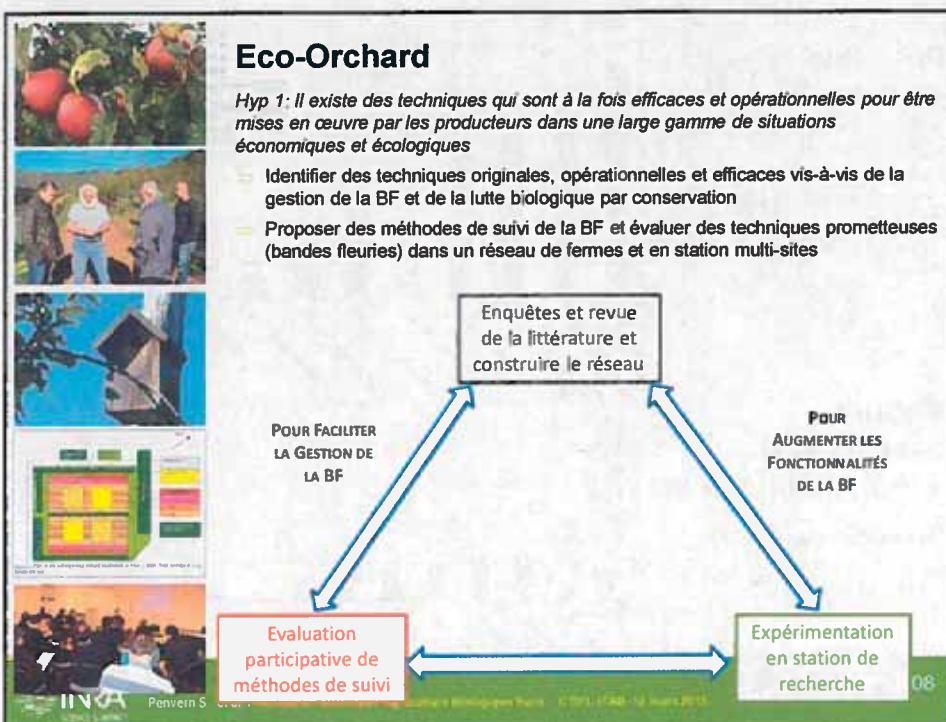 Eco-Orchard
Hyp 1: Il existe des techniques qui sont à la fois efficaces et opérationnelles pour être
mises en œuvre par les producteurs dans une large gamme de situations
économiques et écologiques
Identifier des techniques originales, opérationnelles et efficaces vis-à-vis de la
gestion de la BF et de la lutte biologique par conservation
Proposer des méthodes de suivi de la BF et évaluer des techniques prometteuses
(bandes fleuries) dans un réseau de fermes et en station multi-sites
Enquêtes et revue
de la littérature et
construire le réseau
POUR FACILITER
LA GESTION DE
LA BF
POUR
AUGMENTER LES
FONCTIONNALITÉS
DE LA BF
Evaluation
participative de
méthodes de suivi
Expérimentation
en station de
recherche
INRA
Penvern S
08